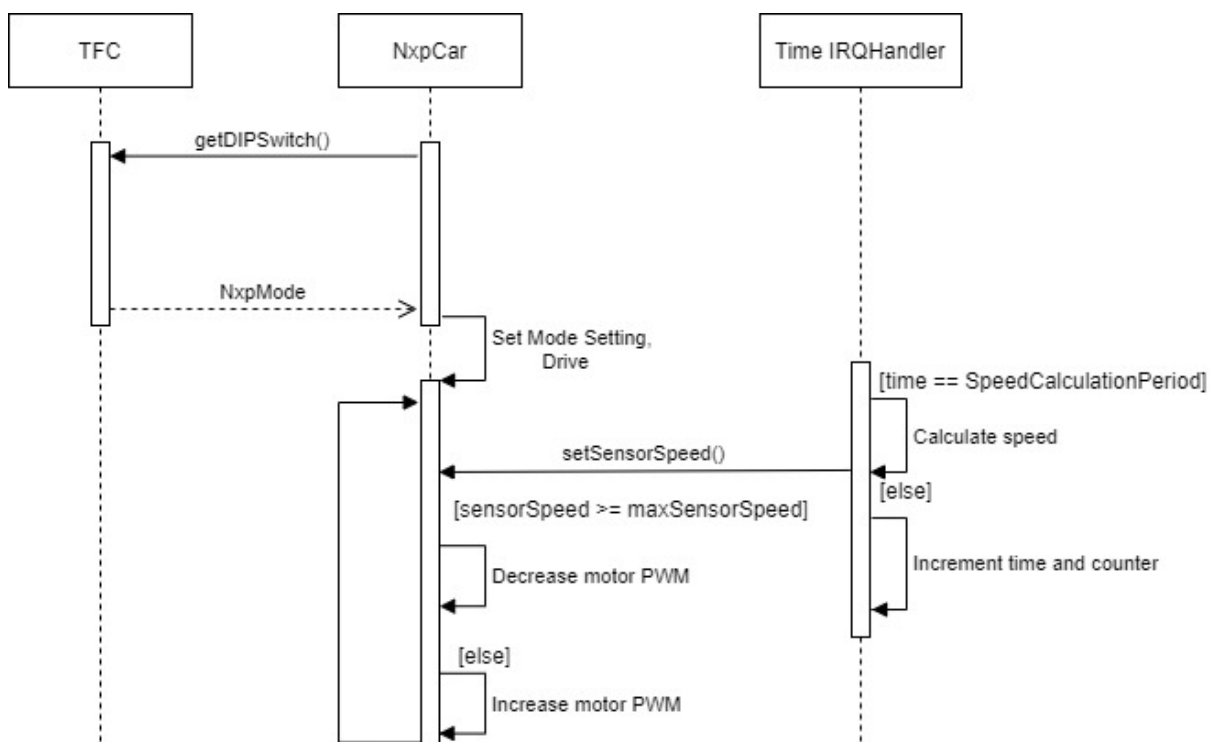 TFC
NxpCar
Time IRQHandler
getDIPSwitch()
NxpMode
Set Mode Setting,
Drive
[time == SpeedCalculationPeriod]
Calculate speed
setSensorSpeed()
[else]
[sensorSpeed >= maxSensorSpeed]
Increment time and counter
Decrease motor PWM
[else]
Increase motor PWM